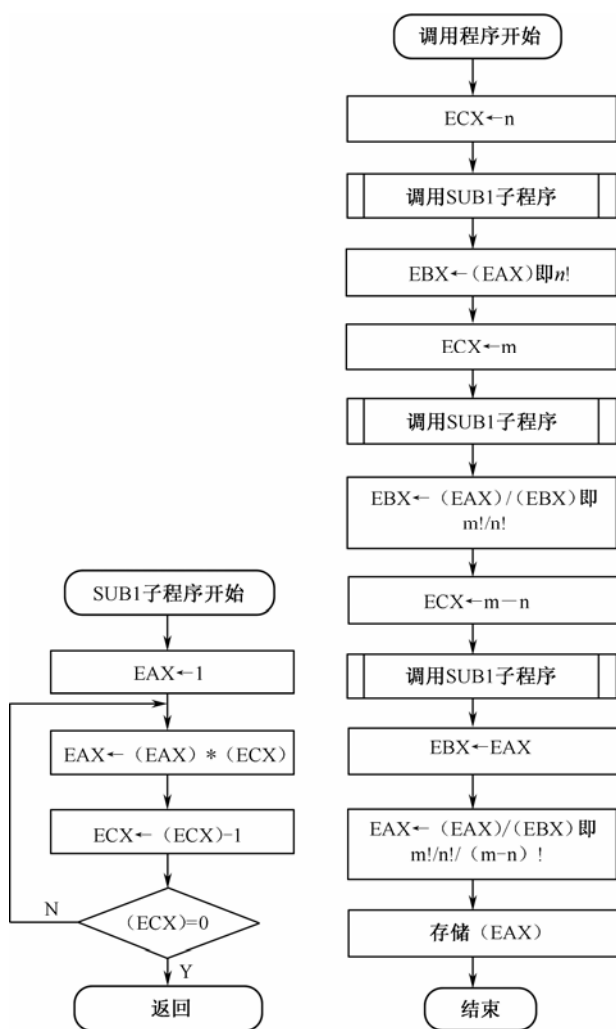 调用程序开始
ECX←n
调用SUB1子程序
EBX←(EAX)即n!
ECX←m
调用SUB1子程序
EBX←(EAX)/(EBX)即
m!/n!
ECX←m-n
调用SUB1子程序
EBX←EAX
EAX←(EAX)/(EBX)即
m!/n!/(m-n)!
存储(EAX)
结束
SUB1子程序开始
EAX←1
EAX←(EAX)*(ECX)
ECX←(ECX)-1
N
(ECX)=0
Y
返回